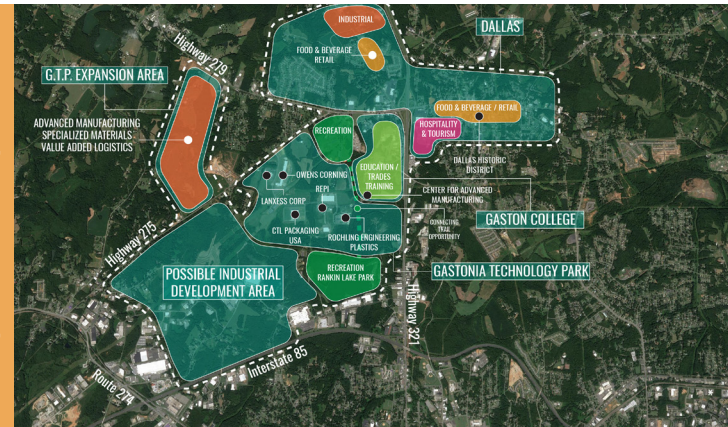 INDUSTRIAL
DALLAS
Highway 279
FOOD & BEVERAGE
RETAIL
G.T.P. EXPANSION AREA
FOOD & BEVERAGE / RETAIL
ADVANCED MANUFACTURING
SPECIALIZED MATERIALS
VALUE ADDED LOGISTICS
RECREATION
HOSPITALITY
& TOURISM
DALLAS HISTORIC
DISTRICT
EDUCATION /
TRADES
TRAINING
OWENS CORNING
REPI
LANXESS CORP
CENTER FOR ADVANCED
MANUFACTURING
GASTON COLLEGE
CONNECTING
TRAIL
OPPORTUNITY
CTL PACKAGING
USA
ROCHLING ENGINEERING
PLASTICS
Highway 275
POSSIBLE INDUSTRIAL
DEVELOPMENT AREA
RECREATION
RANKIN LAKE PARK
GASTONIA TECHNOLOGY PARK
Highway 321
Interstate 85
Route 274